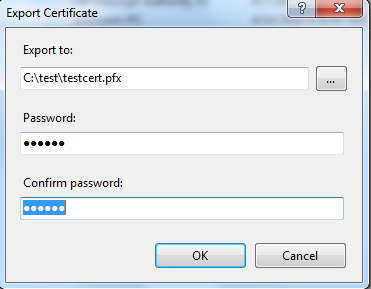 Export Certificate
Export to:
C:\test\testcert.pfx
...
Password:
●●●●●●
Confirm password:
●●●●●●
OK
Cancel